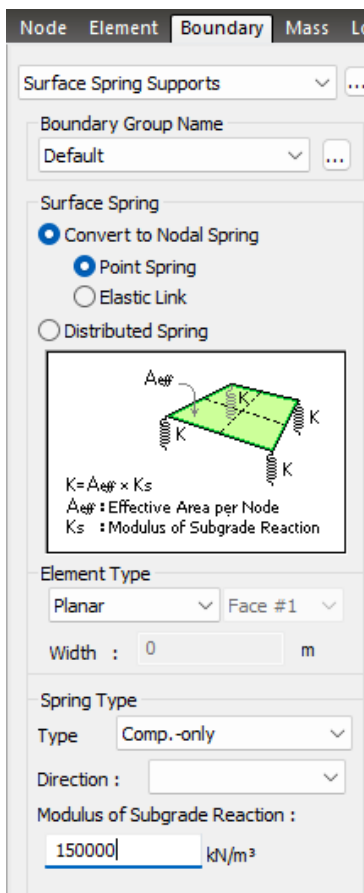 Node Element Boundary Mass Lo
Surface Spring Supports ...
Boundary Group Name
Default ...
Surface Spring
Convert to Nodal Spring
Point Spring
Elastic Link
Distributed Spring
Aeff
K
K
K
K
K=Aeff × Ks
Aeff : Effective Area per Node
Ks : Modulus of Subgrade Reaction
Element Type
Planar Face #1
Width : 0 m
Spring Type
Type Comp.-only
Direction :
Modulus of Subgrade Reaction :
150000 kN/m³